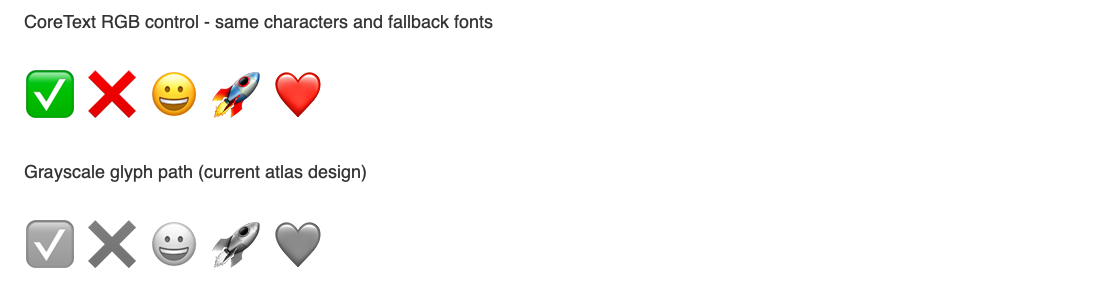 CoreText RGB control - same characters and fallback fonts
✅ ❌ 😀 🚀 ❤️
Grayscale glyph path (current atlas design)
✅ ❌ 😀 🚀 ❤️